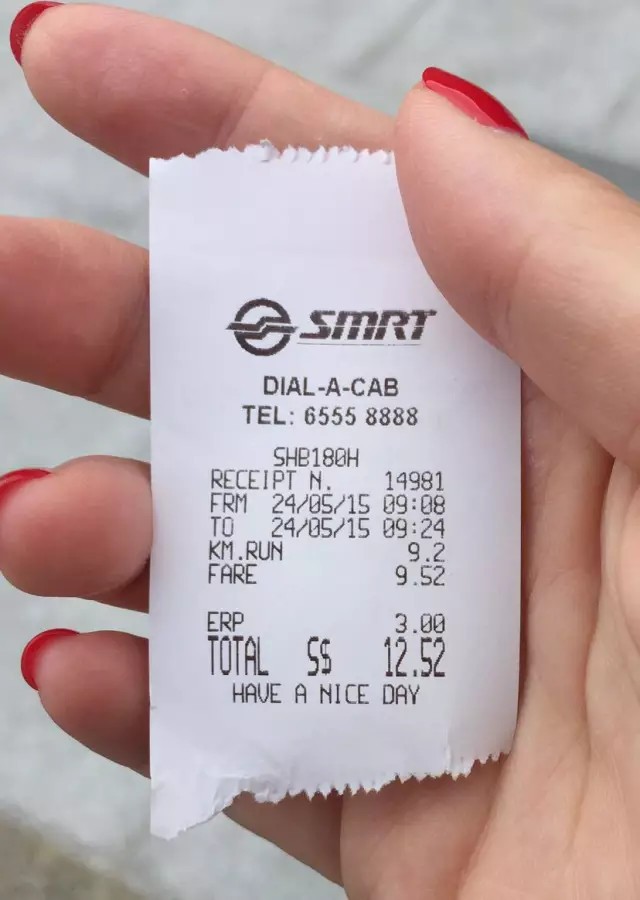 SMRT
DIAL-A-CAB
TEL: 6555 8888
SHB180H
RECEIPT N. 14981
FRM 24/05/15 09:08
TO 24/05/15 09:24
KM.RUN 9.2
FARE 9.52
ERP 3.00
TOTAL S$ 12.52
HAVE A NICE DAY